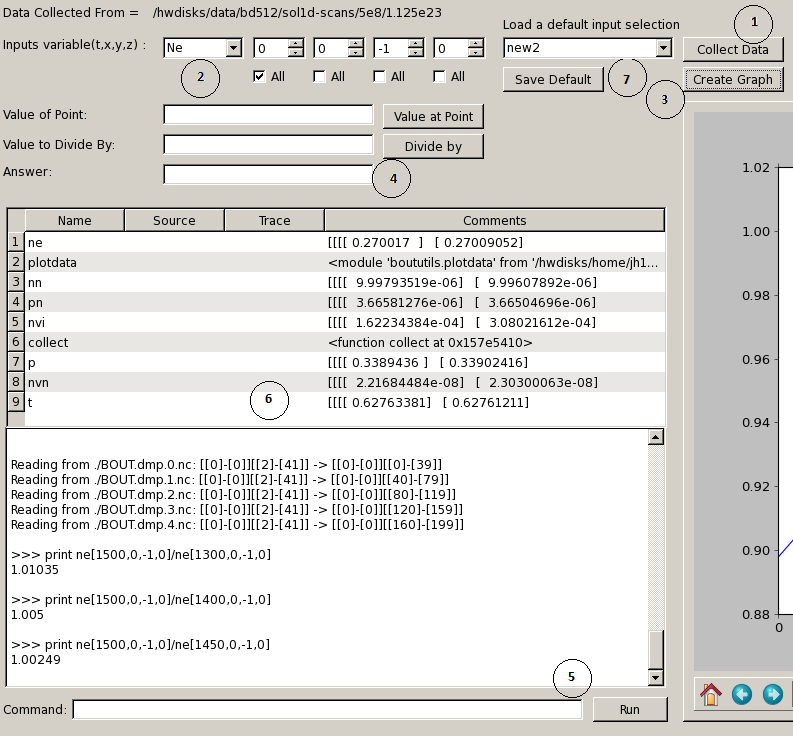 Data Collected From =    /hwdisks/data/bd512/sol1d-scans/5e8/1.125e23
Load a default input selection
1
Inputs variable(t,x,y,z) :   Ne   0   0   -1   0   new2   Collect Data
2   All   All   All   All   Save Default   7   Create Graph
3
Value of Point:   Value at Point
Value to Divide By:   Divide by
Answer:   4
Name   Source   Trace   Comments
1   ne   [[[[ 0.270017  ]   [ 0.27009052]
2   plotdata   <module 'boututils.plotdata' from '/hwdisks/home/jh1...
3   nn   [[[[  9.99793519e-06]   [  9.99607892e-06]
4   pn   [[[[  3.66581276e-06]   [  3.66504696e-06]
5   nvi   [[[[  1.62234384e-04]   [  3.08021612e-04]
6   collect   <function collect at 0x157e5410>
7   p   [[[[ 0.3389436 ]   [ 0.33902416]
8   nvn   [[[[  2.21684484e-08]   [  2.30300063e-08]
9   t   [[[[ 0.62763381]   [ 0.62761211]
6
Reading from ./BOUT.dmp.0.nc: [[0]-[0]][[2]-[41]] -> [[0]-[0]][[0]-[39]]
Reading from ./BOUT.dmp.1.nc: [[0]-[0]][[2]-[41]] -> [[0]-[0]][[40]-[79]]
Reading from ./BOUT.dmp.2.nc: [[0]-[0]][[2]-[41]] -> [[0]-[0]][[80]-[119]]
Reading from ./BOUT.dmp.3.nc: [[0]-[0]][[2]-[41]] -> [[0]-[0]][[120]-[159]]
Reading from ./BOUT.dmp.4.nc: [[0]-[0]][[2]-[41]] -> [[0]-[0]][[160]-[199]]
>>> print ne[1500,0,-1,0]/ne[1300,0,-1,0]
1.01035
>>> print ne[1500,0,-1,0]/ne[1400,0,-1,0]
1.005
>>> print ne[1500,0,-1,0]/ne[1450,0,-1,0]
1.00249
5
Command:   Run
1.02
1.00
0.98
0.96
0.94
0.92
0.90
0.88
0